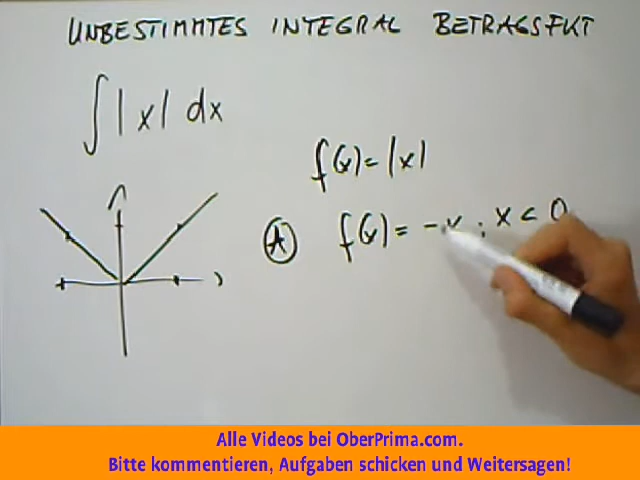 UNBESTIMMTES INTEGRAL BETRAGSFKT
∫|x| dx
f(x)=|x|
Ⓐ f(x)= -x ; x < 0
Alle Videos bei OberPrima.com.
Bitte kommentieren, Aufgaben schicken und Weitersagen!